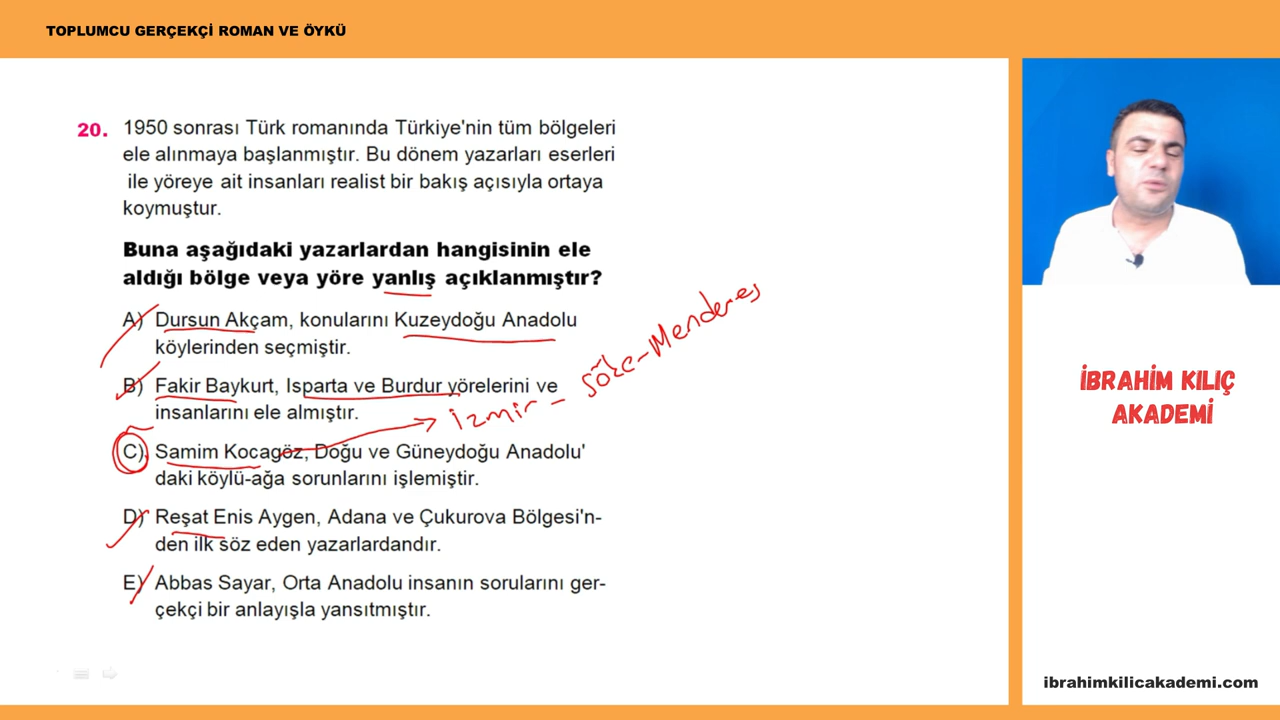 TOPLUMCU GERÇEKÇİ ROMAN VE ÖYKÜ
20. 1950 sonrası Türk romanında Türkiye'nin tüm bölgeleri
ele alınmaya başlanmıştır. Bu dönem yazarları eserleri
ile yöreye ait insanları realist bir bakış açısıyla ortaya
koymuştur.
Buna aşağıdaki yazarlardan hangisinin ele
aldığı bölge veya yöre yanlış açıklanmıştır?
A) Dursun Akçam, konularını Kuzeydoğu Anadolu
köylerinden seçmiştir.
B) Fakir Baykurt, Isparta ve Burdur yörelerini ve
insanlarını ele almıştır.
C) Samim Kocagöz, Doğu ve Güneydoğu Anadolu'
daki köylü-ağa sorunlarını işlemiştir.
D) Reşat Enis Aygen, Adana ve Çukurova Bölgesi'n-
den ilk söz eden yazarlardandır.
E) Abbas Sayar, Orta Anadolu insanın sorularını ger-
çekçi bir anlayışla yansıtmıştır.
İzmir - Söke-Menderes
İBRAHİM KILIÇ
AKADEMİ
ibrahimkilicakademi.com